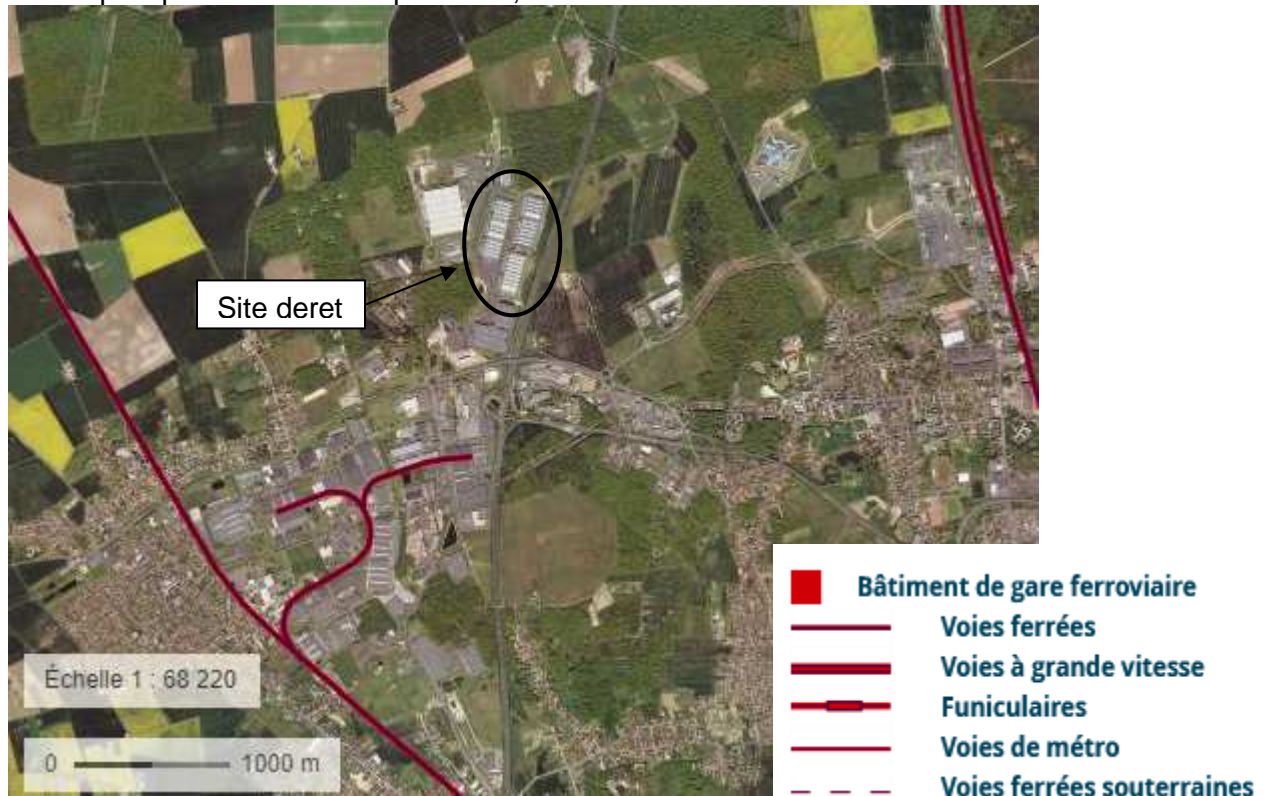 Site deret
Échelle 1 : 68 220
0 1000 m
Bâtiment de gare ferroviaire
Voies ferrées
Voies à grande vitesse
Funiculaires
Voies de métro
Voies ferrées souterraines